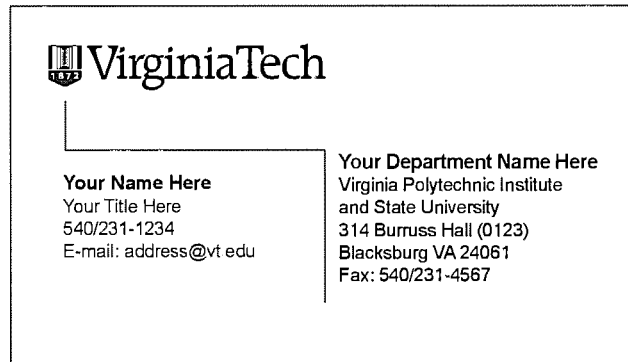 1872
VirginiaTech
Your Name Here
Your Title Here
540/231-1234
E-mail: address@vt edu
Your Department Name Here
Virginia Polytechnic Institute
and State University
314 Burruss Hall (0123)
Blacksburg VA 24061
Fax: 540/231-4567